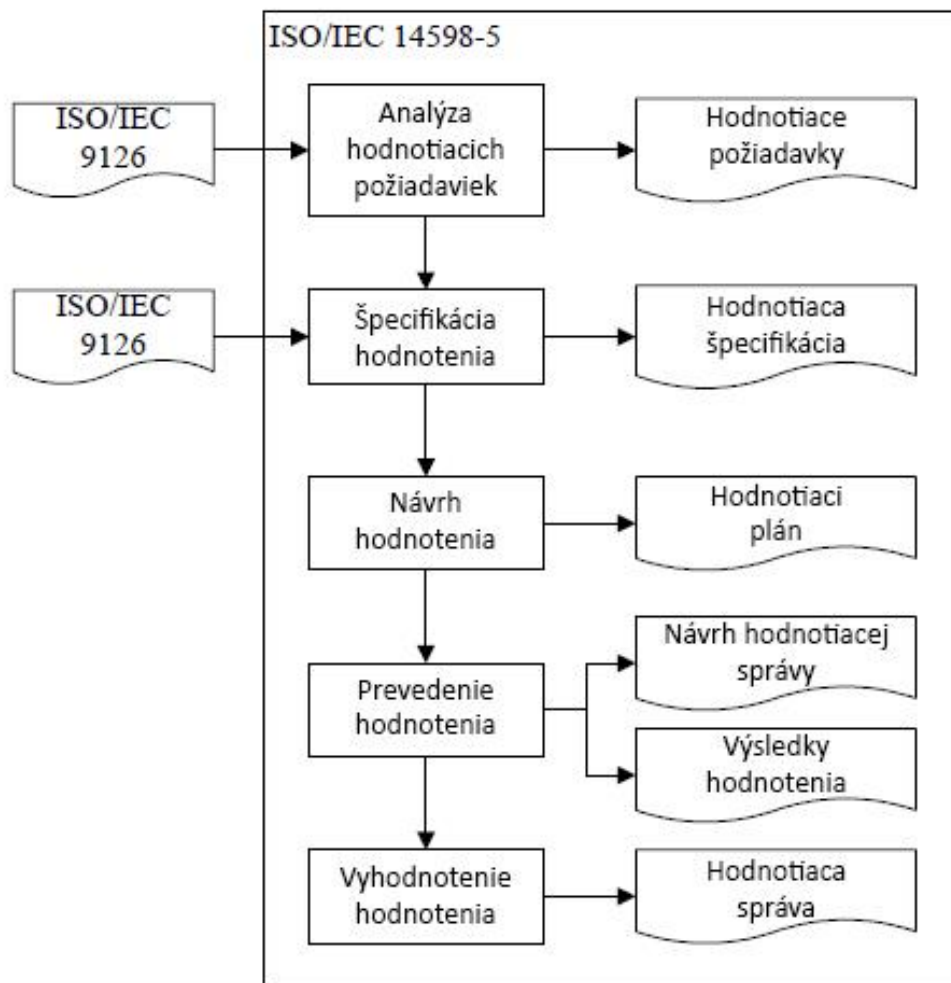 ISO/IEC 14598-5
ISO/IEC
9126
Analýza
hodnotiacich
požiadaviek
Hodnotiace
požiadavky
ISO/IEC
9126
Špecifikácia
hodnotenia
Hodnotiaca
špecifikácia
Návrh
hodnotenia
Hodnotiaci
plán
Prevedenie
hodnotenia
Návrh hodnotiacej
správy
Výsledky
hodnotenia
Vyhodnotenie
hodnotenia
Hodnotiaca
správa